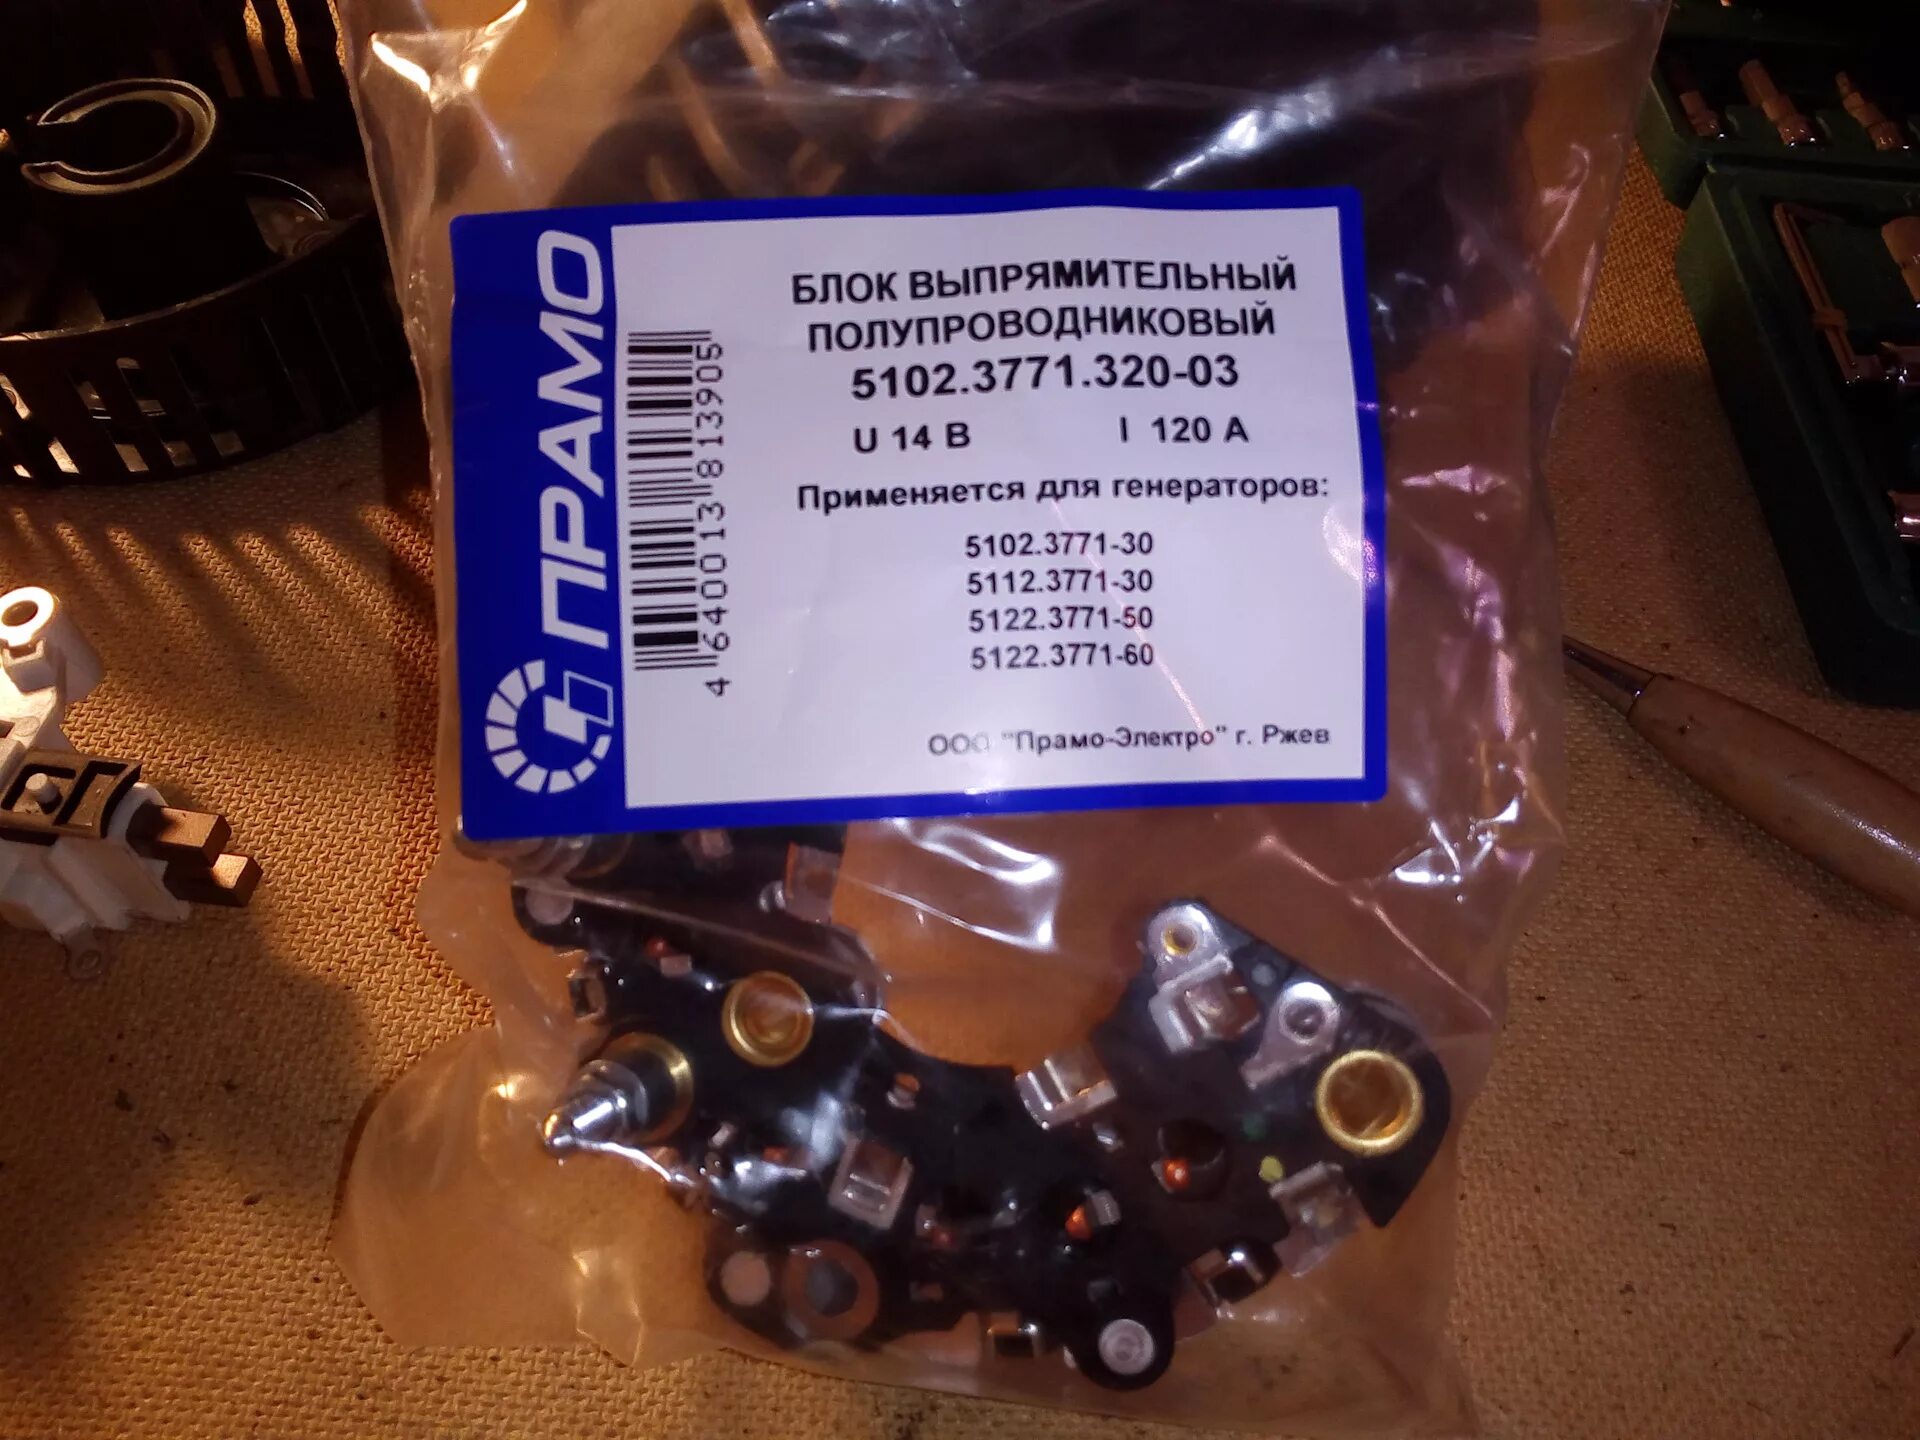 ПРАМО
БЛОК ВЫПРЯМИТЕЛЬНЫЙ
ПОЛУПРОВОДНИКОВЫЙ
5102.3771.320-03
U 14 В I 120 А
Применяется для генераторов:
5102.3771-30
5112.3771-30
5122.3771-50
5122.3771-60
ООО "Прамо-Электро" г. Ржев
4 640013 813905